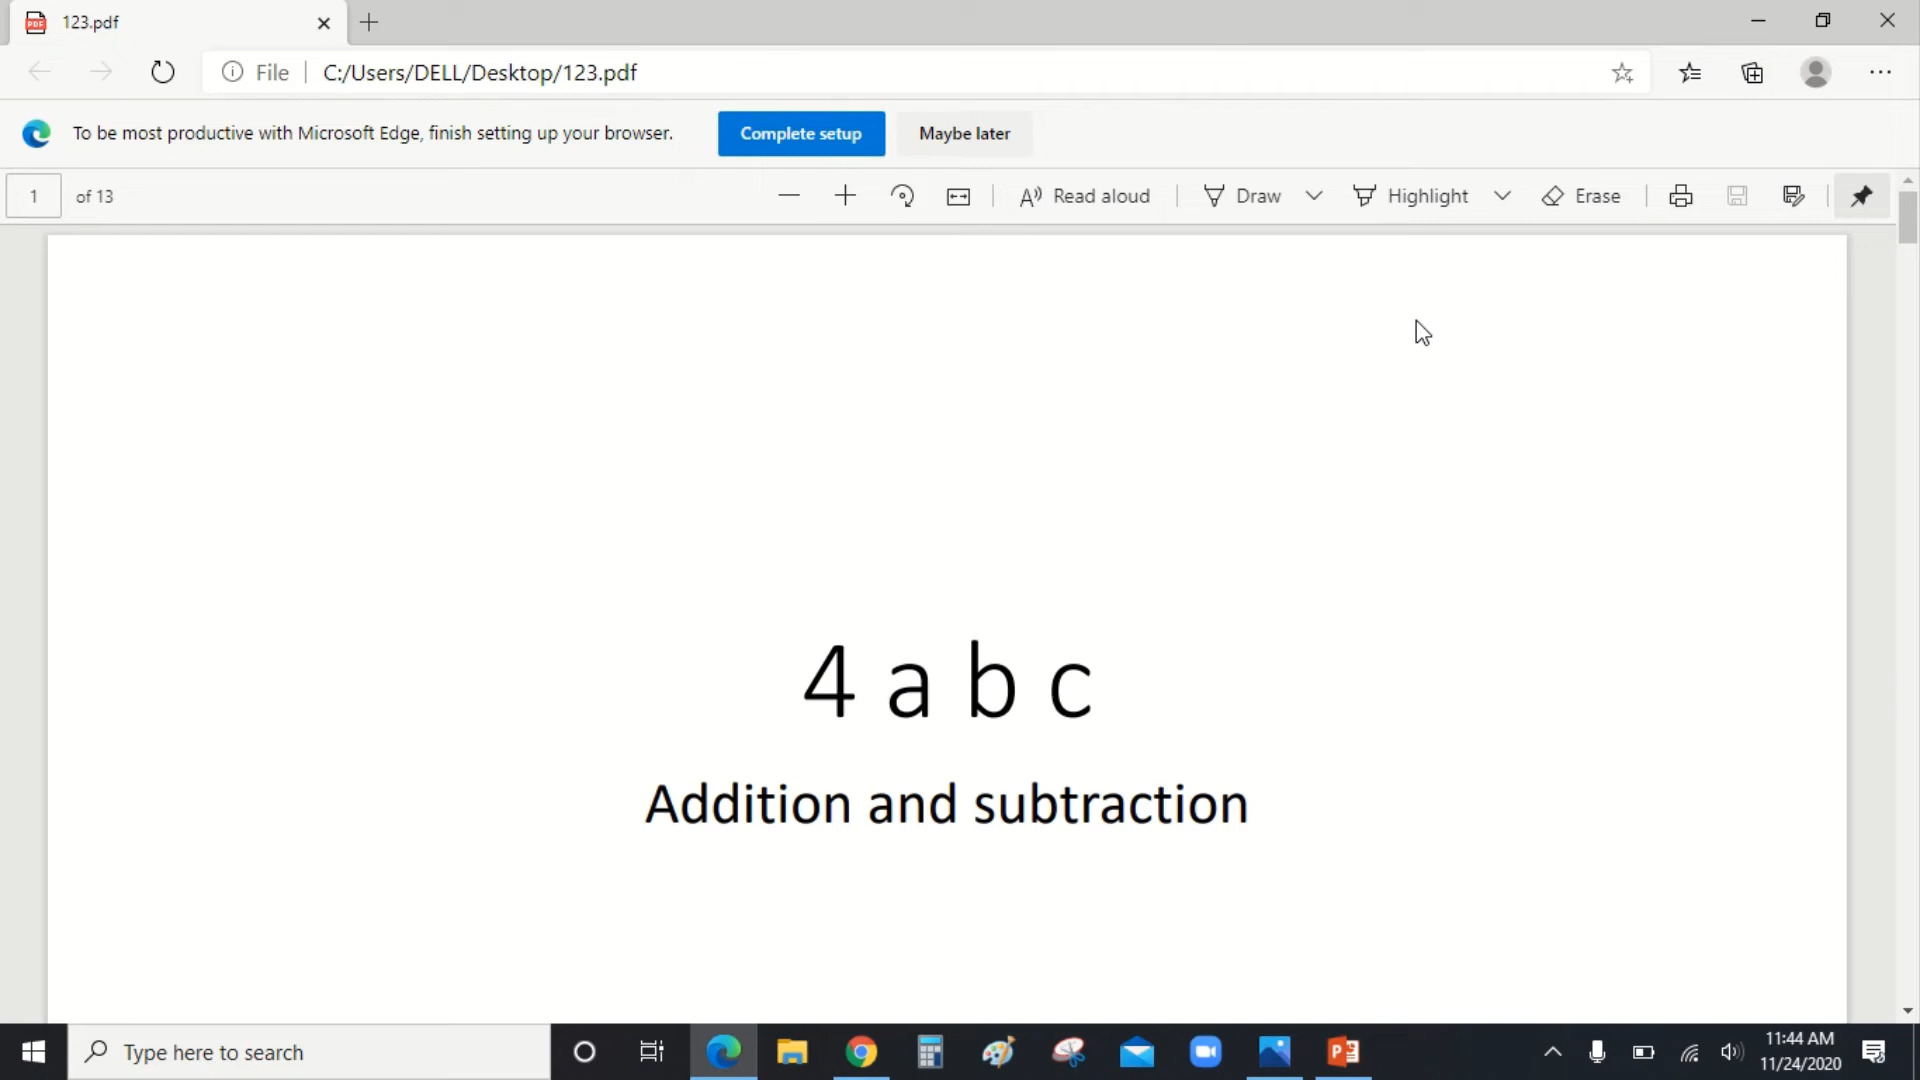 123.pdf
File C:/Users/DELL/Desktop/123.pdf
To be most productive with Microsoft Edge, finish setting up your browser. Complete setup Maybe later
1 of 13 Read aloud Draw Highlight Erase
4 a b c
Addition and subtraction
Type here to search
11:44 AM
11/24/2020